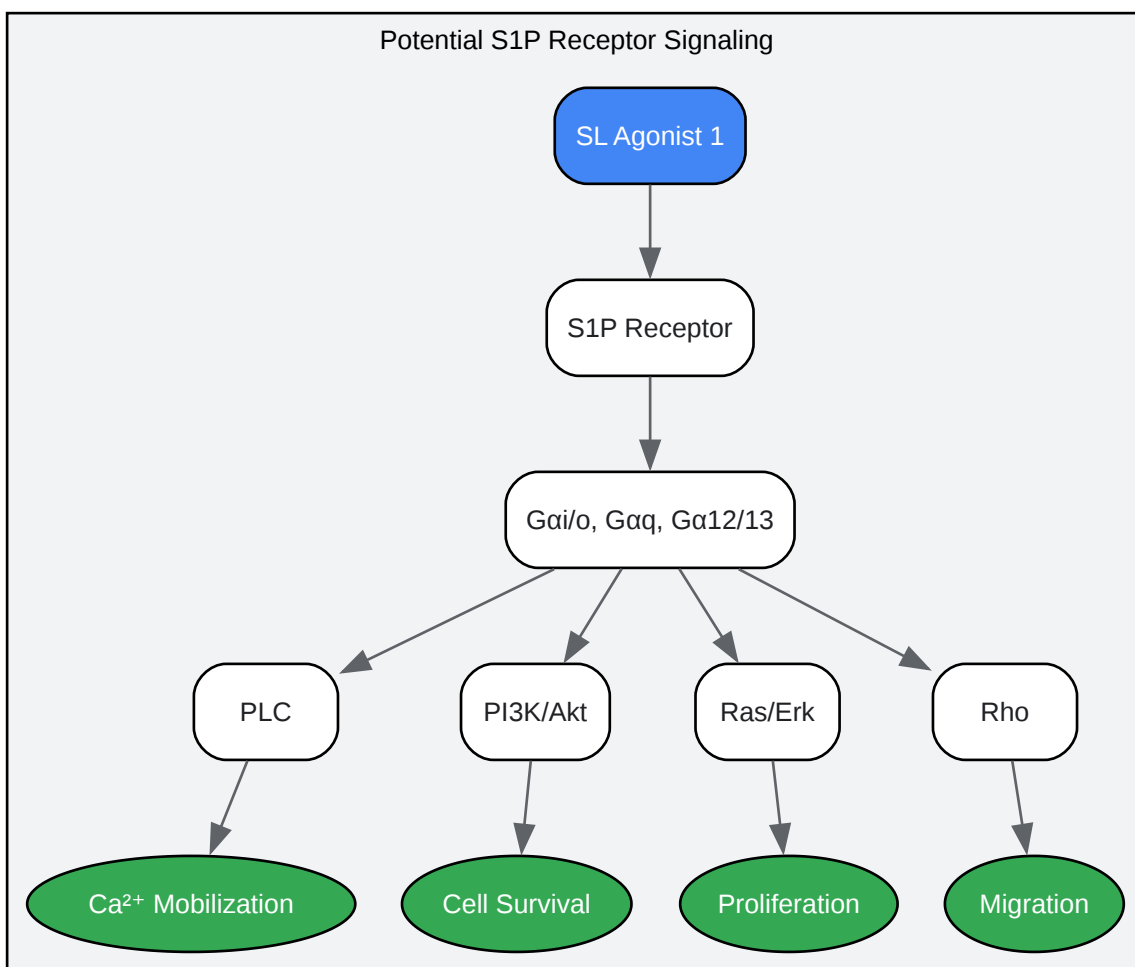 Potential S1P Receptor Signaling
SL Agonist 1
S1P Receptor
Gαi/o, Gαq, Gα12/13
PLC
PI3K/Akt
Ras/Erk
Rho
Ca²⁺ Mobilization
Cell Survival
Proliferation
Migration